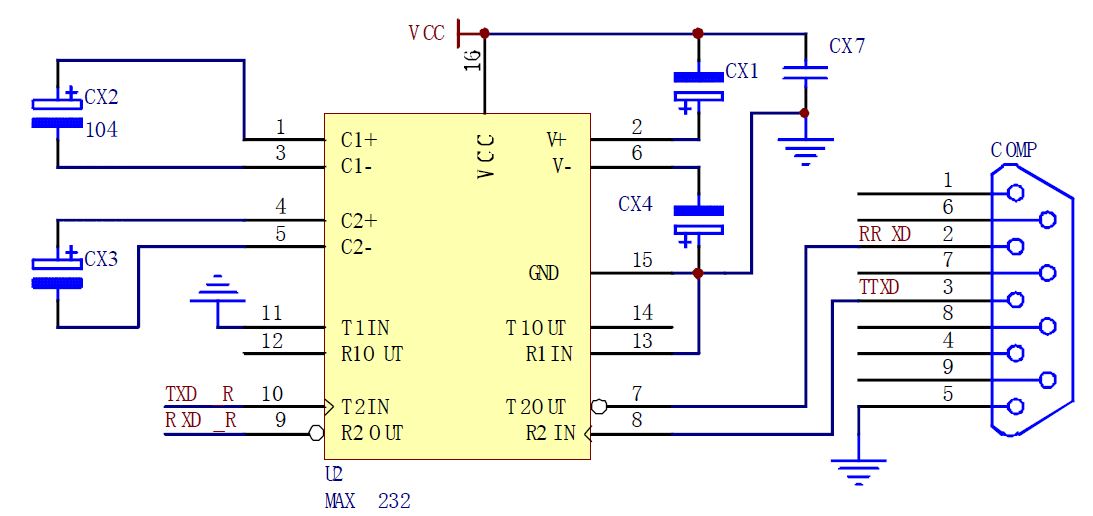 VCC
CX7
16
CX1
CX2
104
1
C1+
V+
2
3
C1-
V-
6
VCC
COMP
1
4
C2+
CX4
6
5
C2-
RRXD
2
CX3
GND
15
7
TTXD
3
11
T1IN
T1OUT
14
8
12
R1OUT
R1IN
13
4
9
TXD_R
10
T2IN
T2OUT
7
5
RXD_R
9
R2OUT
R2IN
8
U2
MAX 232